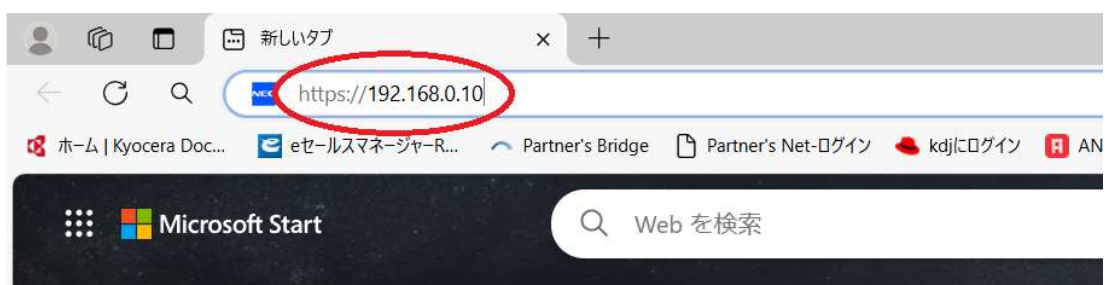 新しいタブ
NEC https://192.168.0.10
ホーム | Kyocera Doc... eセールスマネージャーR... Partner's Bridge Partner's Net-ログイン kdjにログイン AN
Microsoft Start Web を検索